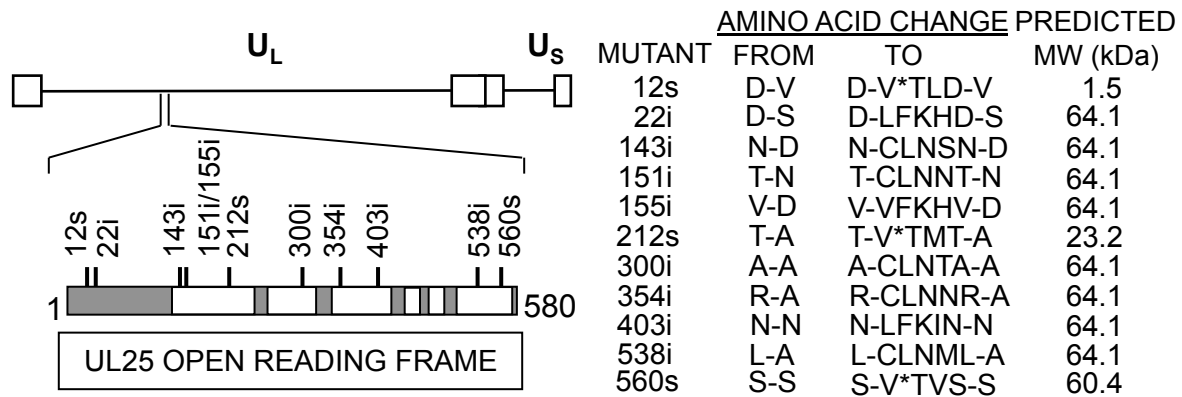 U_L
U_S
12s
22i
143i
151i/155i
212s
300i
354i
403i
538i
560s
1
580
UL25 OPEN READING FRAME
AMINO ACID CHANGE PREDICTED
MUTANT FROM TO MW (kDa)
12s D-V D-V*TLD-V 1.5
22i D-S D-LFKHD-S 64.1
143i N-D N-CLNSN-D 64.1
151i T-N T-CLNNT-N 64.1
155i V-D V-VFKHV-D 64.1
212s T-A T-V*TMT-A 23.2
300i A-A A-CLNTA-A 64.1
354i R-A R-CLNNR-A 64.1
403i N-N N-LFKIN-N 64.1
538i L-A L-CLNML-A 64.1
560s S-S S-V*TVS-S 60.4